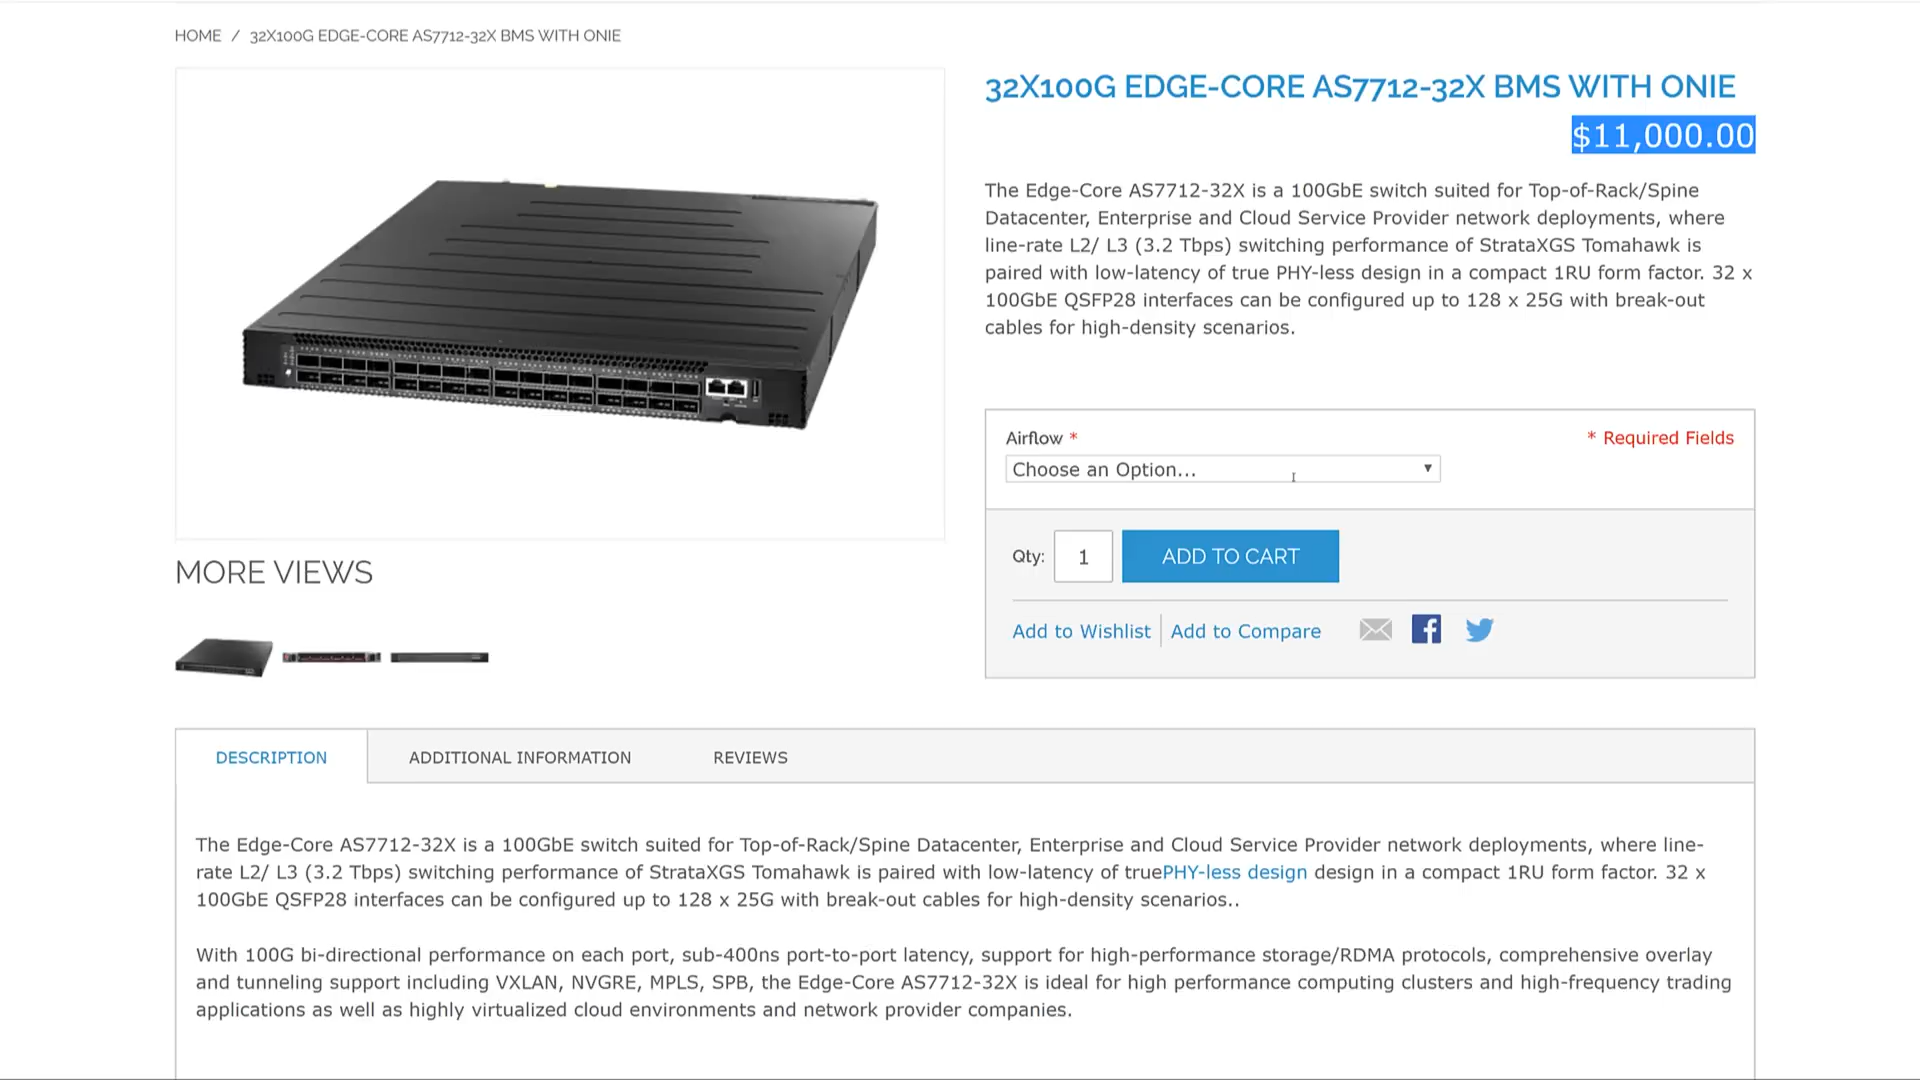 HOME / 32X100G EDGE-CORE AS7712-32X BMS WITH ONIE
32X100G EDGE-CORE AS7712-32X BMS WITH ONIE
$11,000.00
The Edge-Core AS7712-32X is a 100GbE switch suited for Top-of-Rack/Spine
Datacenter, Enterprise and Cloud Service Provider network deployments, where
line-rate L2/ L3 (3.2 Tbps) switching performance of StrataXGS Tomahawk is
paired with low-latency of true PHY-less design in a compact 1RU form factor. 32 x
100GbE QSFP28 interfaces can be configured up to 128 x 25G with break-out
cables for high-density scenarios.
Airflow *
* Required Fields
Choose an Option...
Qty: 1 ADD TO CART
Add to Wishlist Add to Compare
MORE VIEWS
DESCRIPTION ADDITIONAL INFORMATION REVIEWS
The Edge-Core AS7712-32X is a 100GbE switch suited for Top-of-Rack/Spine Datacenter, Enterprise and Cloud Service Provider network deployments, where line-
rate L2/ L3 (3.2 Tbps) switching performance of StrataXGS Tomahawk is paired with low-latency of truePHY-less design design in a compact 1RU form factor. 32 x
100GbE QSFP28 interfaces can be configured up to 128 x 25G with break-out cables for high-density scenarios..
With 100G bi-directional performance on each port, sub-400ns port-to-port latency, support for high-performance storage/RDMA protocols, comprehensive overlay
and tunneling support including VXLAN, NVGRE, MPLS, SPB, the Edge-Core AS7712-32X is ideal for high performance computing clusters and high-frequency trading
applications as well as highly virtualized cloud environments and network provider companies.